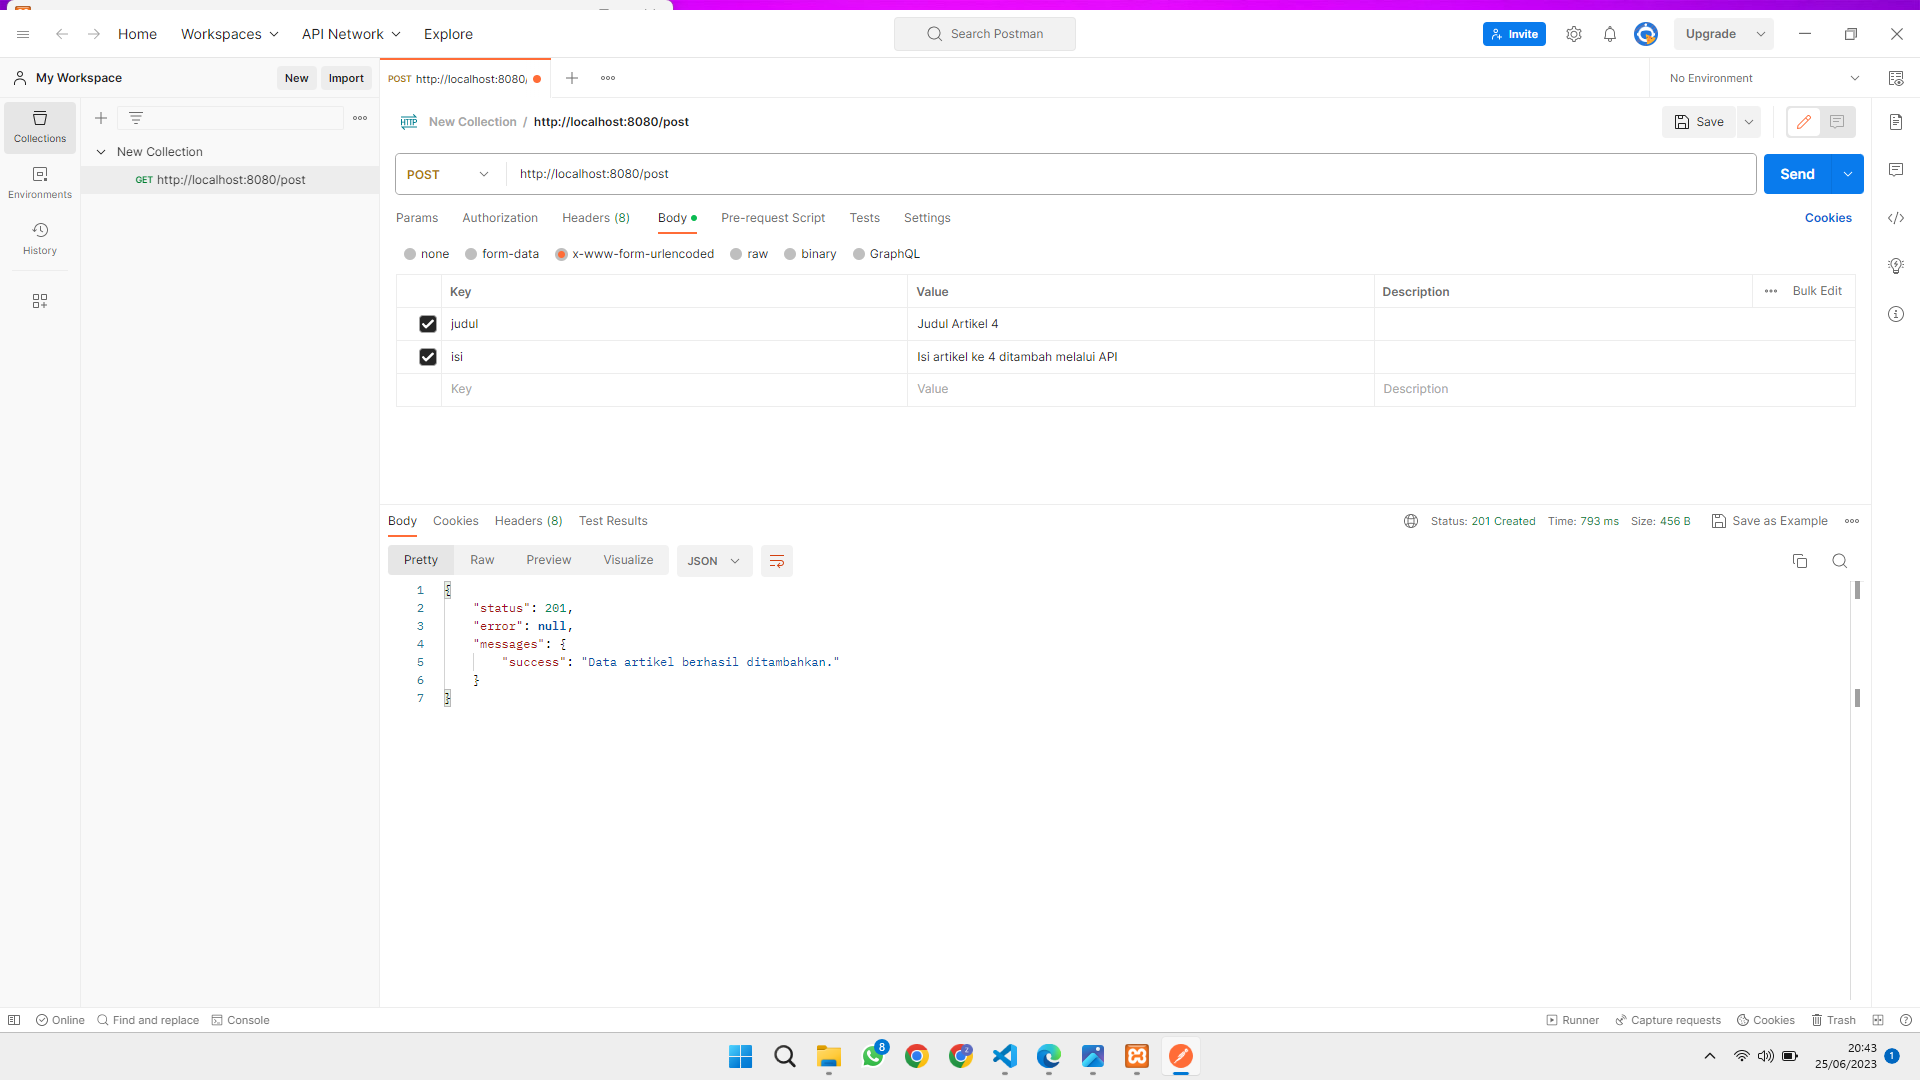 Home
Workspaces
API Network
Explore
Search Postman
Invite
Upgrade
My Workspace
New
Import
POST http://localhost:8080/
No Environment
Collections
Environments
History
New Collection
GET http://localhost:8080/post
New Collection / http://localhost:8080/post
Save
POST
http://localhost:8080/post
Send
Params
Authorization
Headers (8)
Body
Pre-request Script
Tests
Settings
Cookies
none
form-data
x-www-form-urlencoded
raw
binary
GraphQL
Key
Value
Description
Bulk Edit
judul
Judul Artikel 4
isi
Isi artikel ke 4 ditambah melalui API
Key
Value
Description
Body
Cookies
Headers (8)
Test Results
Status: 201 Created
Time: 793 ms
Size: 456 B
Save as Example
Pretty
Raw
Preview
Visualize
JSON
1 {
2 "status": 201,
3 "error": null,
4 "messages": {
5 "success": "Data artikel berhasil ditambahkan."
6 }
7 }
Online
Find and replace
Console
Runner
Capture requests
Cookies
Trash
8
2
20:43
25/06/2023
1